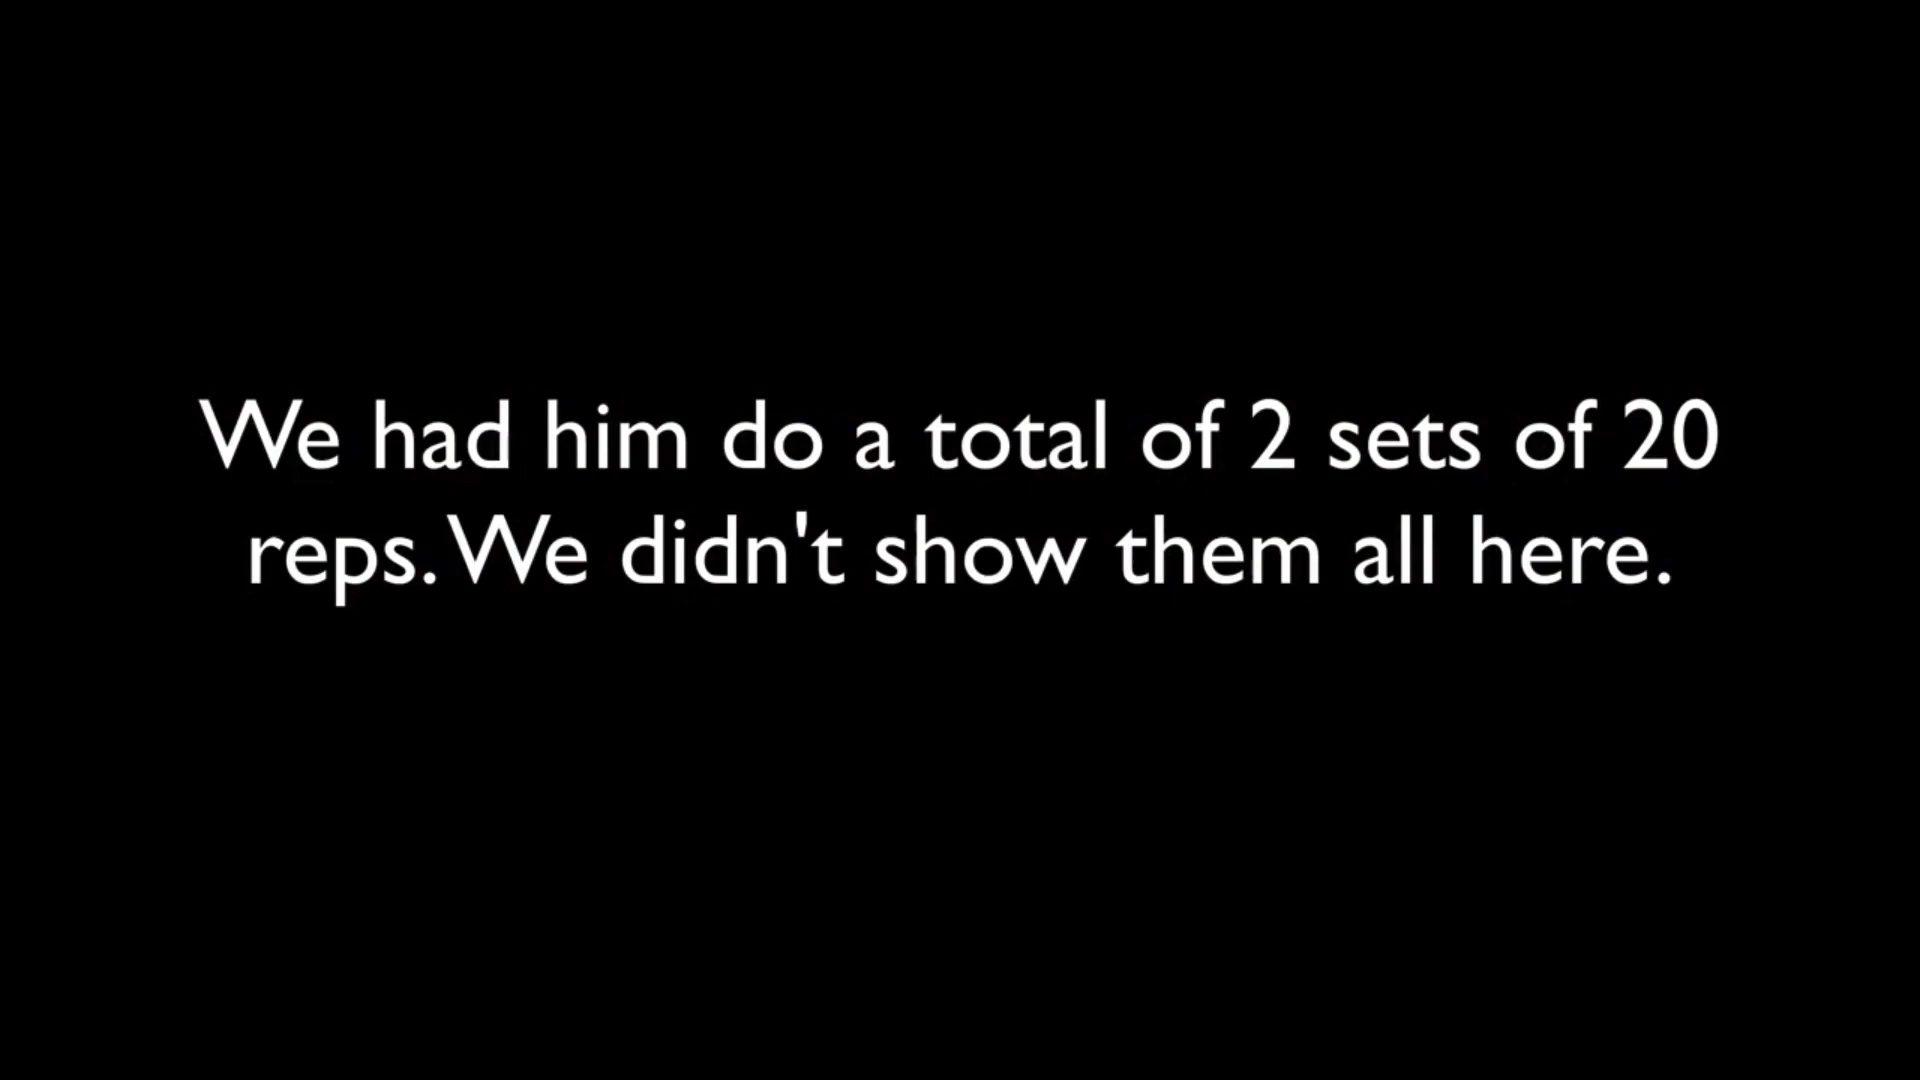 We had him do a total of 2 sets of 20
reps. We didn't show them all here.